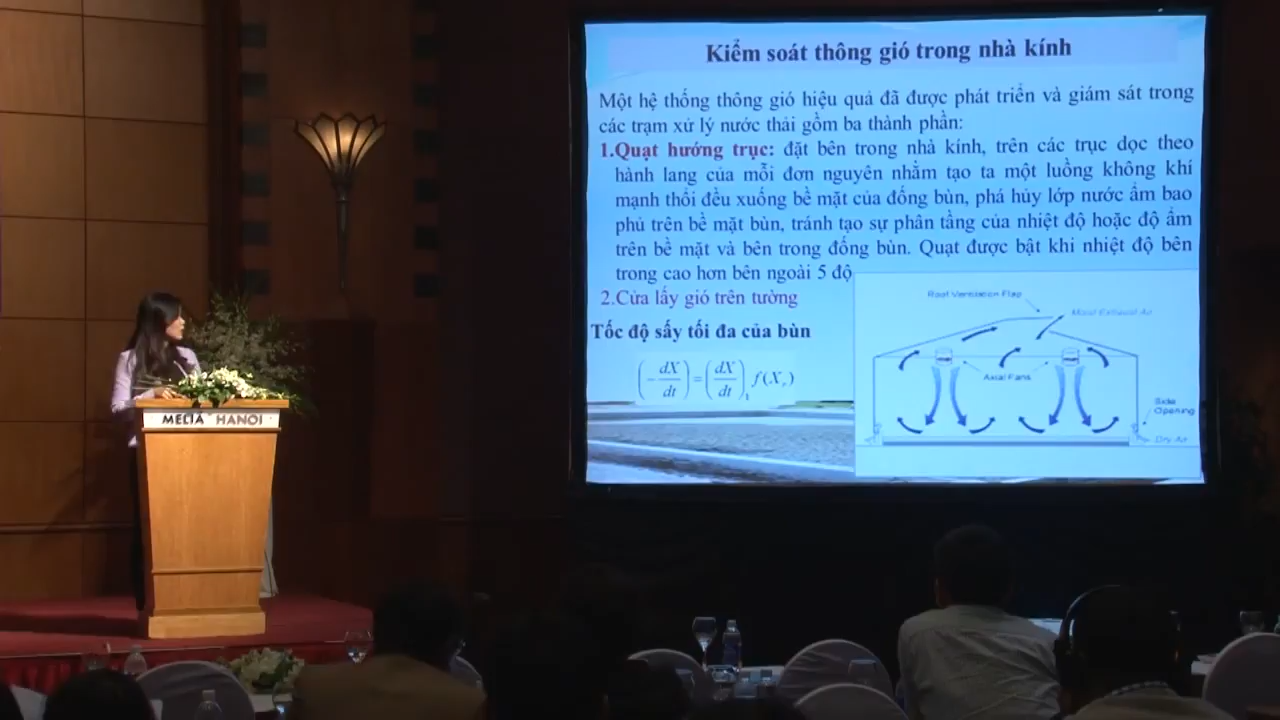 Kiểm soát thông gió trong nhà kính
Một hệ thống thông gió hiệu quả đã được phát triển và giám sát trong
các trạm xử lý nước thải gồm ba thành phần:
1.Quạt hướng trục: đặt bên trong nhà kính, trên các trục dọc theo
hành lang của mỗi đơn nguyên nhằm tạo ta một luồng không khí
mạnh thổi đều xuống bề mặt của đống bùn, phá hủy lớp nước ẩm bao
phủ trên bề mặt bùn, tránh tạo sự phân tầng của nhiệt độ hoặc độ ẩm
trên bề mặt và bên trong đống bùn. Quạt được bật khi nhiệt độ bên
trong cao hơn bên ngoài 5 độ
2.Cửa lấy gió trên tường
Tốc độ sấy tối đa của bùn
(-dX/dt)=(dX/dt)₁ f(Xᵣ)
Roof Ventilation Flap
Moist Exhaust Air
Axial Fans
Side
Opening
Dry Air
MELIA HANOI